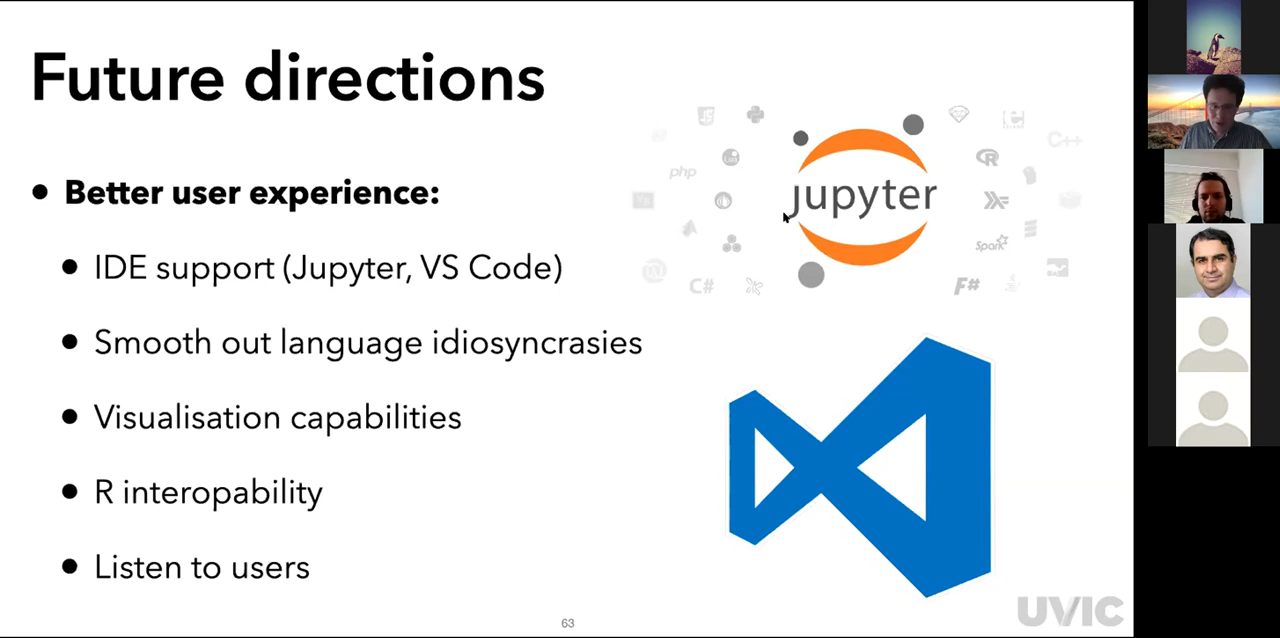 Future directions
• Better user experience:
• IDE support (Jupyter, VS Code)
• Smooth out language idiosyncrasies
• Visualisation capabilities
• R interopability
• Listen to users
jupyter
php
C++
R
Spark
C#
F#
63
UVIC